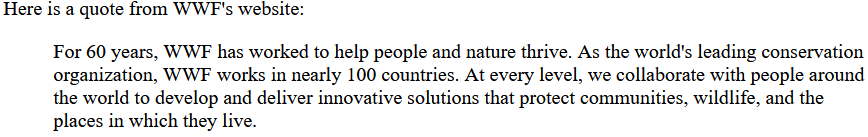 Here is a quote from WWF's website:
For 60 years, WWF has worked to help people and nature thrive. As the world's leading conservation
organization, WWF works in nearly 100 countries. At every level, we collaborate with people around
the world to develop and deliver innovative solutions that protect communities, wildlife, and the
places in which they live.